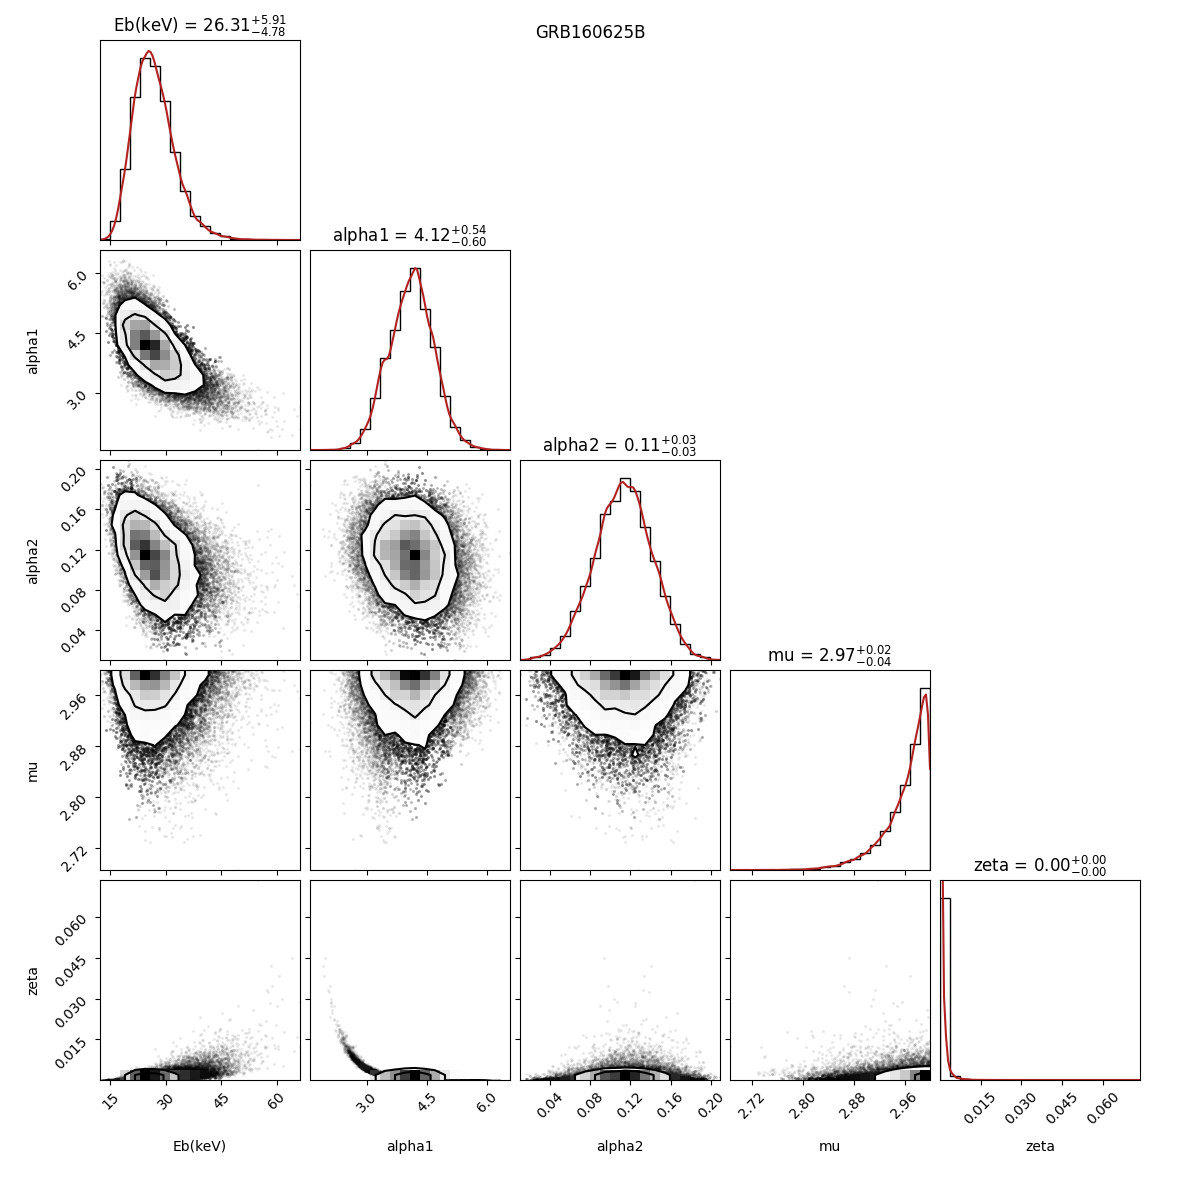 GRB160625B
Eb(keV) = 26.31+5.91 −4.78
alpha1 = 4.12+0.54 −0.60
6.0
4.5
3.0
alpha1
alpha2 = 0.11+0.03 −0.03
0.20
0.16
0.12
0.08
0.04
alpha2
mu = 2.97+0.02 −0.04
2.96
2.88
2.80
2.72
mu
zeta = 0.00+0.00 −0.00
0.060
0.045
0.030
0.015
zeta
15 30 45 60 3.0 4.5 6.0 0.04 0.08 0.12 0.16 0.20 2.72 2.80 2.88 2.96 0.015 0.030 0.045 0.060
Eb(keV) alpha1 alpha2 mu zeta